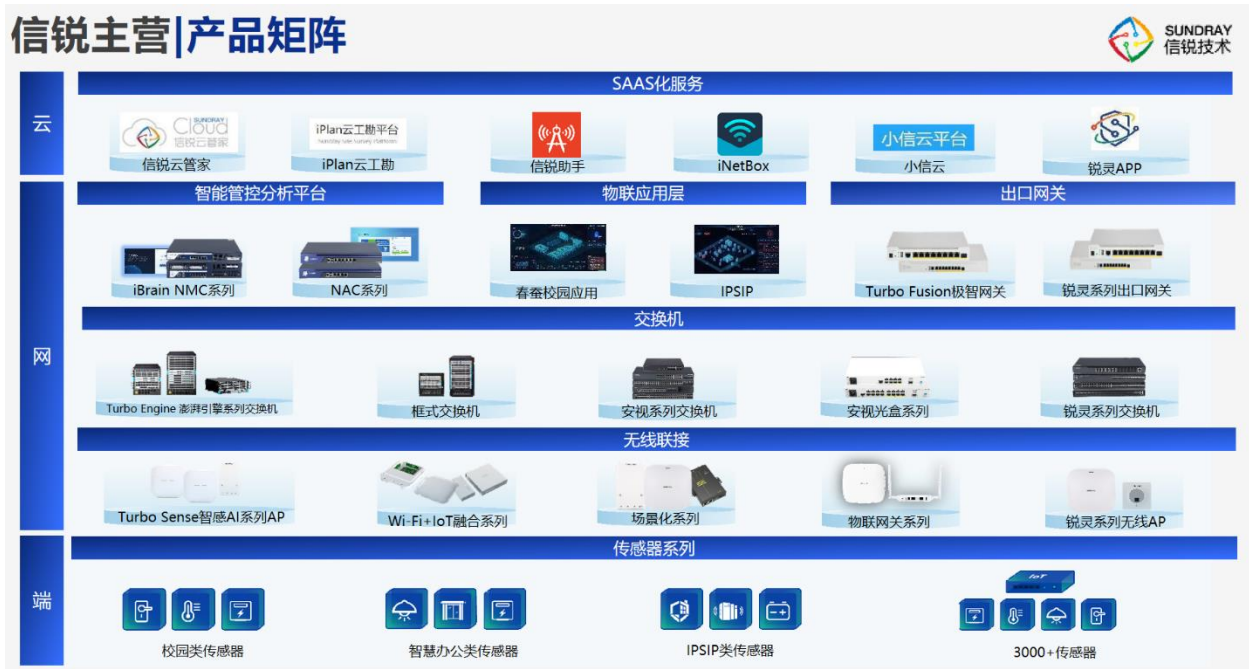 信锐主营|产品矩阵
SUNDRAY
信锐技术
云
SAAS化服务
SUNDRAY
Cloud
信锐云管家
iPlan云工勘平台
小信云平台
信锐云管家
iPlan云工勘
信锐助手
iNetBox
小信云
锐灵APP
网
智能管控分析平台
物联应用层
出口网关
iBrain NMC系列
NAC系列
春蚕校园应用
IPSIP
Turbo Fusion极智网关
锐灵系列出口网关
交换机
Turbo Engine 澎湃引擎系列交换机
框式交换机
安视系列交换机
安视光盒系列
锐灵系列交换机
无线联接
Turbo Sense智感AI系列AP
Wi-Fi+IoT融合系列
场景化系列
物联网关系列
锐灵系列无线AP
端
传感器系列
IoT
校园类传感器
智慧办公类传感器
IPSIP类传感器
3000+传感器